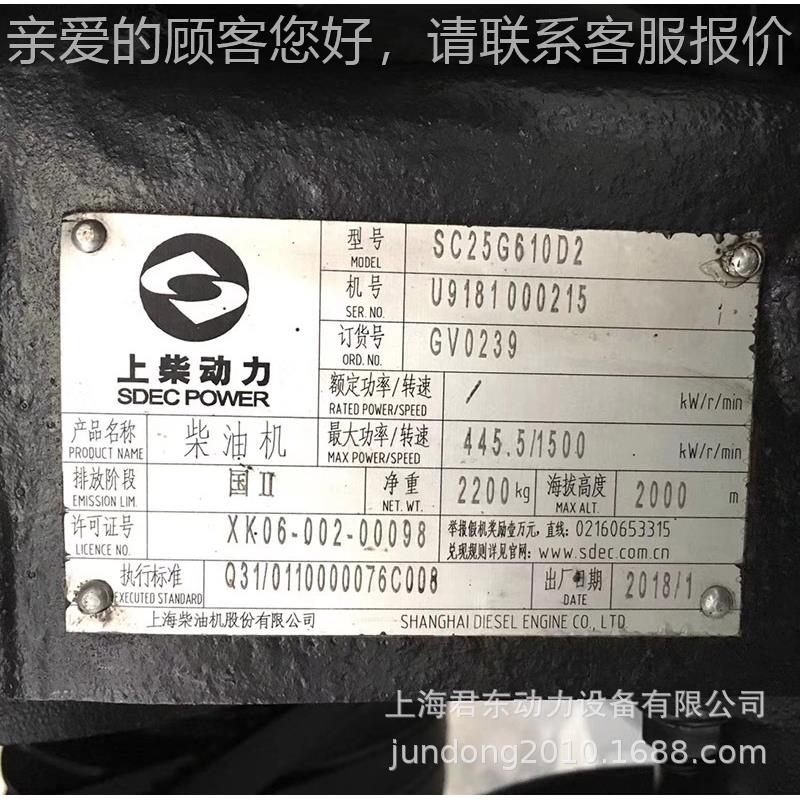 亲爱的顾客您好，请联系客服报价
上柴动力
SDEC POWER
型号 SC25G610D2
MODEL
机号 U9181000215
SER. NO.
订货号 GV0239
ORD. NO.
额定功率/转速 / kW/r/min
RATED POWER/SPEED
产品名称 柴油机 最大功率/转速 445.5/1500 kW/r/min
PRODUCT NAME MAX POWER/SPEED
排放阶段 国II 净重 2200kg 海拔高度 2000 m
EMISSION LIM. NET. WT. MAX ALT.
许可证号 XK-06-002-00098 举报假机奖励壹万元，直线：02160653315
LICENCE NO. 兑现规则详见官网：www.sdec.com.cn
执行标准 Q31/0110000076C008 出厂日期 2018/1
EXECUTED STANDARD DATE
上海柴油机股份有限公司 SHANGHAI DIESEL ENGINE CO., LTD
上海君东动力设备有限公司
jundong2010.1688.com